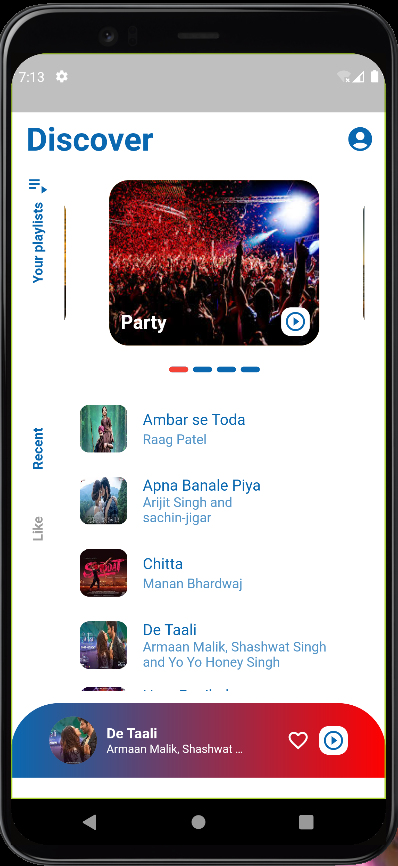 7:13
Discover
Your playlists
Party
Recent
Like
Ambar se Toda
Raag Patel
Apna Banale Piya
Arijit Singh and
sachin-jigar
Chitta
Manan Bhardwaj
De Taali
Armaan Malik, Shashwat Singh
and Yo Yo Honey Singh
De Taali
Armaan Malik, Shashwat ...